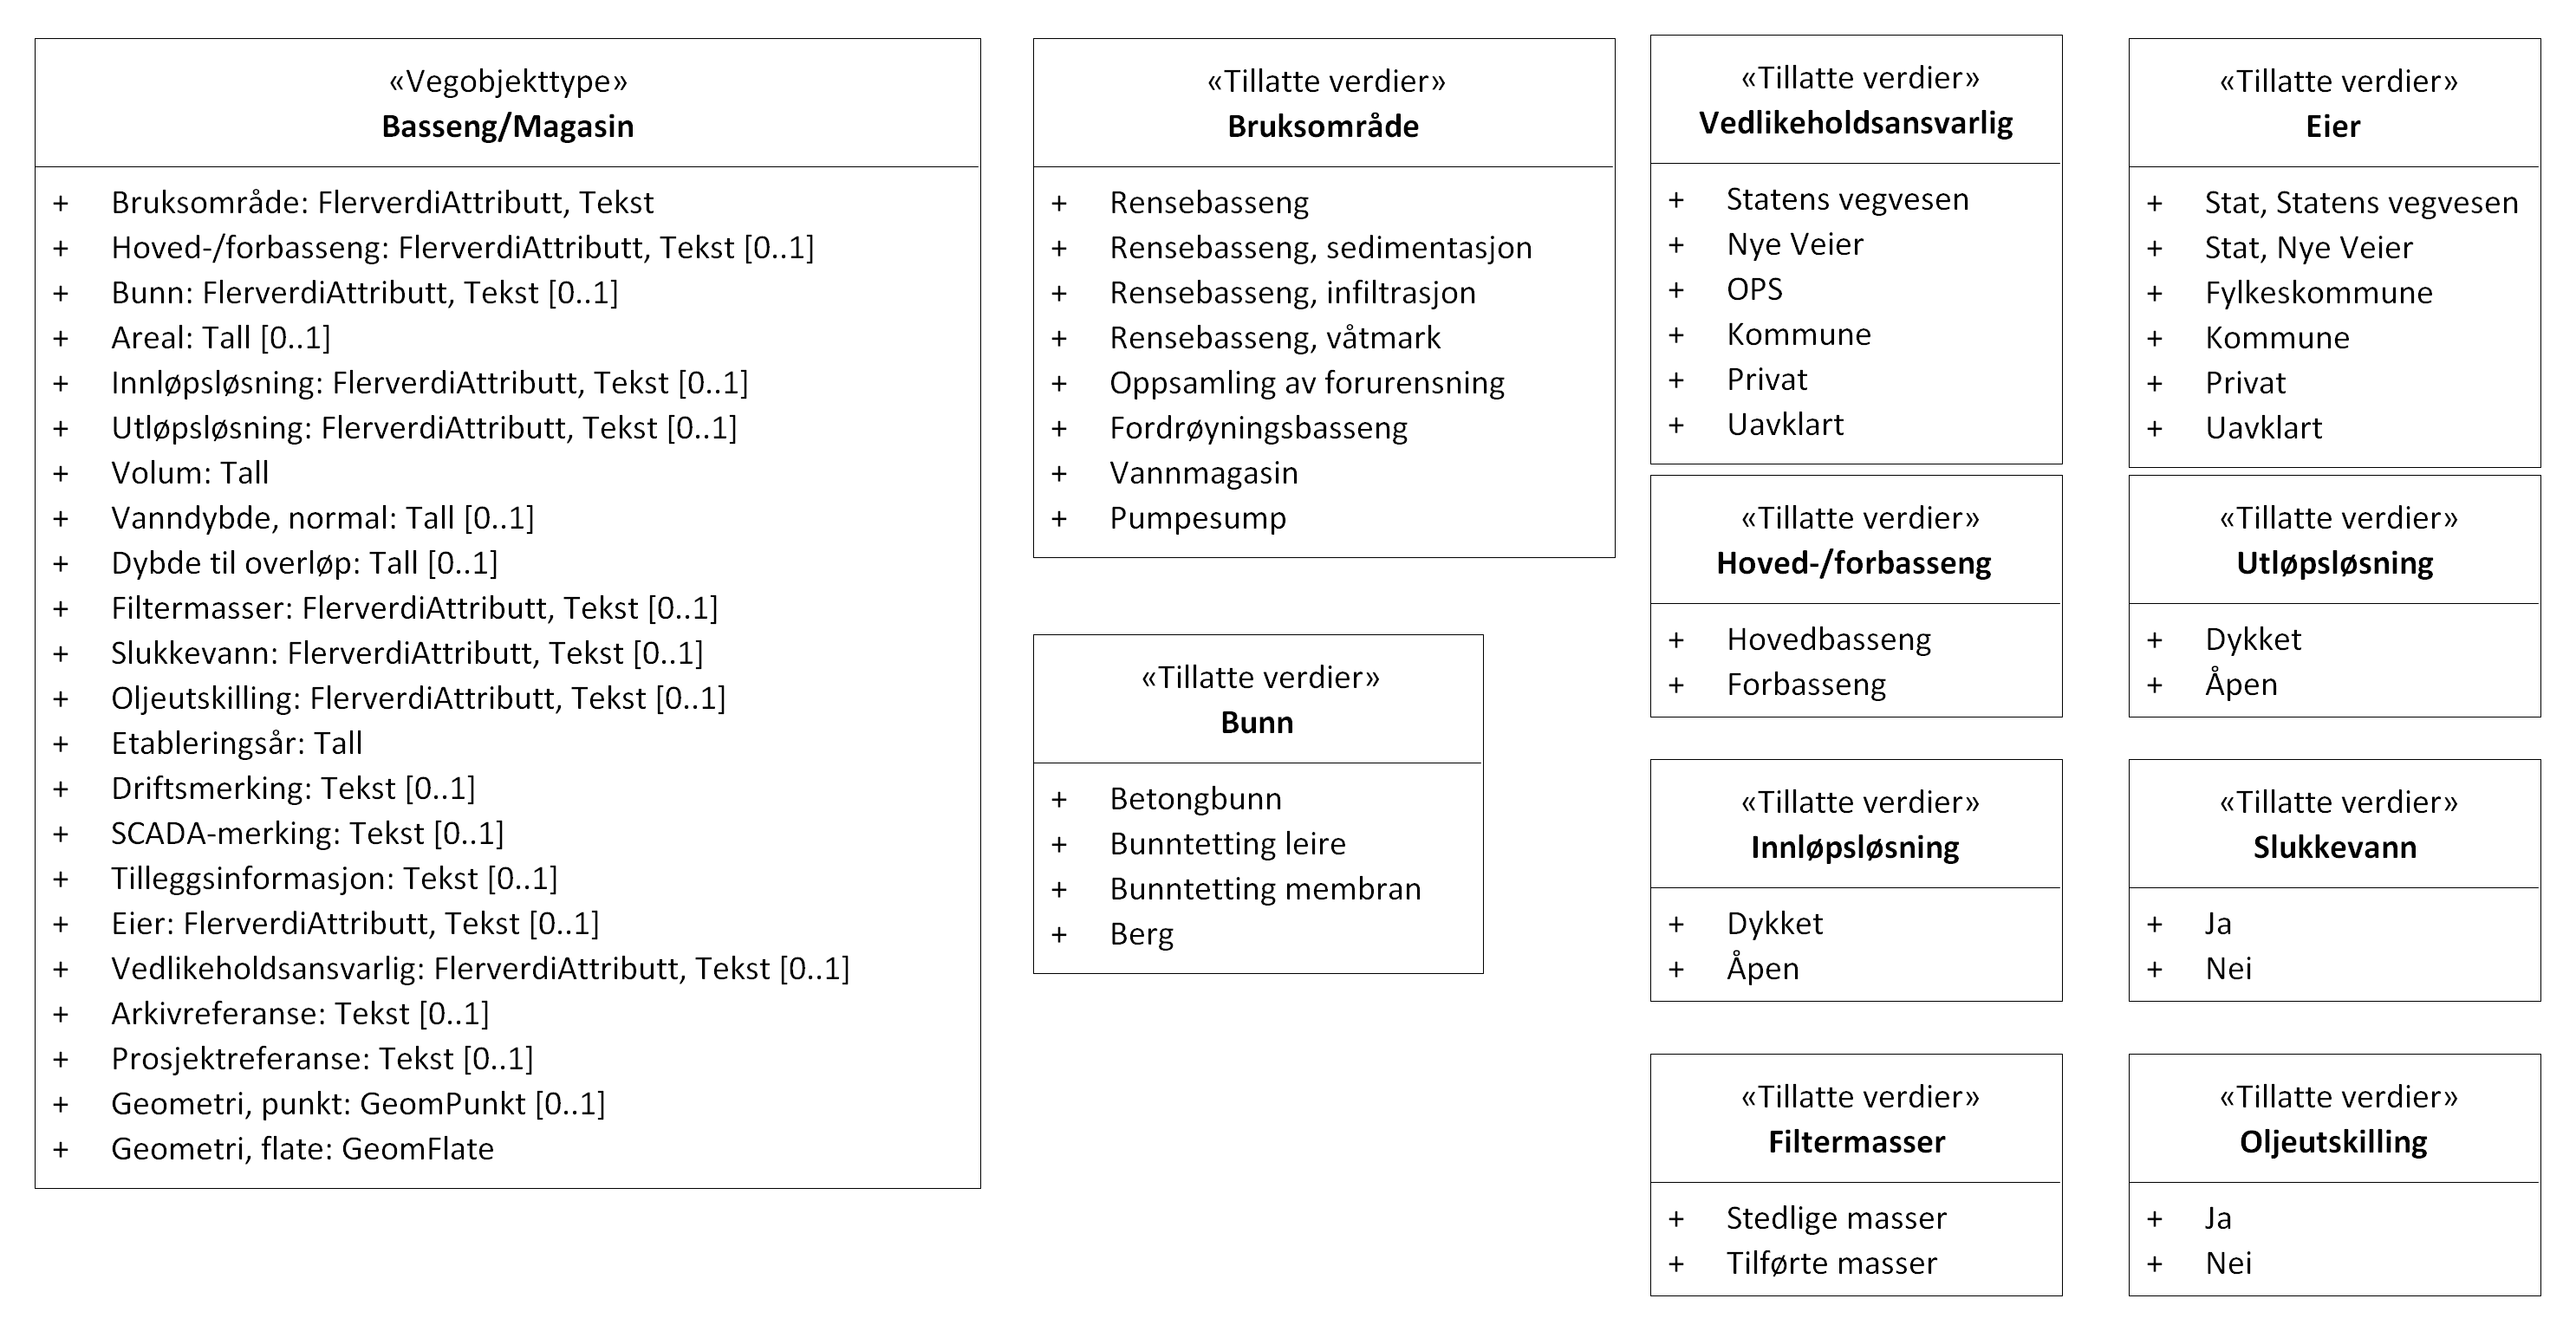 «Vegobjekttype»
Basseng/Magasin
+ Bruksområde: FlerverdiAttributt, Tekst
+ Hoved-/forbasseng: FlerverdiAttributt, Tekst [0..1]
+ Bunn: FlerverdiAttributt, Tekst [0..1]
+ Areal: Tall [0..1]
+ Innløpsløsning: FlerverdiAttributt, Tekst [0..1]
+ Utløpsløsning: FlerverdiAttributt, Tekst [0..1]
+ Volum: Tall
+ Vanndybde, normal: Tall [0..1]
+ Dybde til overløp: Tall [0..1]
+ Filtermasser: FlerverdiAttributt, Tekst [0..1]
+ Slukkevann: FlerverdiAttributt, Tekst [0..1]
+ Oljeutskilling: FlerverdiAttributt, Tekst [0..1]
+ Etableringsår: Tall
+ Driftsmerking: Tekst [0..1]
+ SCADA-merking: Tekst [0..1]
+ Tilleggsinformasjon: Tekst [0..1]
+ Eier: FlerverdiAttributt, Tekst [0..1]
+ Vedlikeholdsansvarlig: FlerverdiAttributt, Tekst [0..1]
+ Arkivreferanse: Tekst [0..1]
+ Prosjektreferanse: Tekst [0..1]
+ Geometri, punkt: GeomPunkt [0..1]
+ Geometri, flate: GeomFlate
«Tillatte verdier»
Bruksområde
+ Rensebasseng
+ Rensebasseng, sedimentasjon
+ Rensebasseng, infiltrasjon
+ Rensebasseng, våtmark
+ Oppsamling av forurensning
+ Fordrøyningsbasseng
+ Vannmagasin
+ Pumpesump
«Tillatte verdier»
Bunn
+ Betongbunn
+ Bunntetting leire
+ Bunntetting membran
+ Berg
«Tillatte verdier»
Vedlikeholdsansvarlig
+ Statens vegvesen
+ Nye Veier
+ OPS
+ Kommune
+ Privat
+ Uavklart
«Tillatte verdier»
Eier
+ Stat, Statens vegvesen
+ Stat, Nye Veier
+ Fylkeskommune
+ Kommune
+ Privat
+ Uavklart
«Tillatte verdier»
Hoved-/forbasseng
+ Hovedbasseng
+ Forbasseng
«Tillatte verdier»
Utløpsløsning
+ Dykket
+ Åpen
«Tillatte verdier»
Innløpsløsning
+ Dykket
+ Åpen
«Tillatte verdier»
Slukkevann
+ Ja
+ Nei
«Tillatte verdier»
Filtermasser
+ Stedlige masser
+ Tilførte masser
«Tillatte verdier»
Oljeutskilling
+ Ja
+ Nei